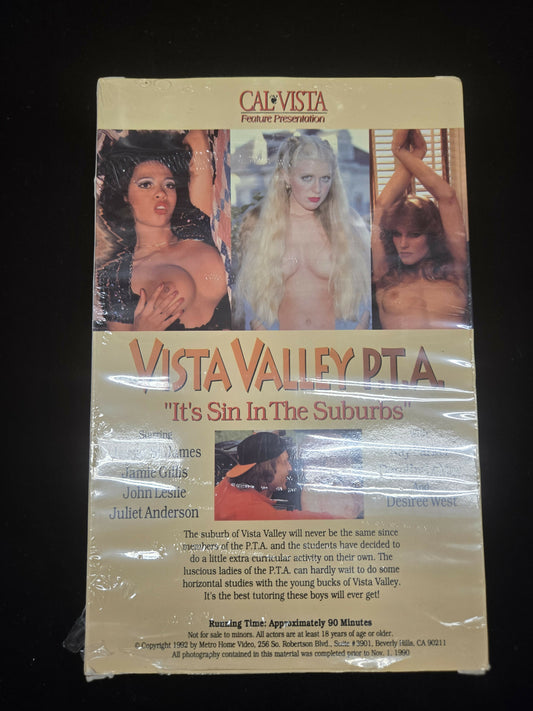 CAL VISTA
Feature Presentation
VISTA VALLEY P.T.A.
"It's Sin In The Suburbs"
Starring
Jamie Gillis
John Leslie
Juliet Anderson
And
Desiree West
The suburb of Vista Valley will never be the same since
members of the P.T.A. and the students have decided to
do a little extra curricular activity on their own. The
luscious ladies of the P.T.A. can hardly wait to do some
horizontal studies with the young bucks of Vista Valley.
It's the best tutoring these boys will ever get!
Running Time: Approximately 90 Minutes
Not for sale to minors. All actors are at least 18 years of age or older.
© Copyright 1992 by Metro Home Video, 256 So. Robertson Blvd., Suite #3901, Beverly Hills, CA 90211
All photography contained in this material was completed prior to Nov. 1, 1990